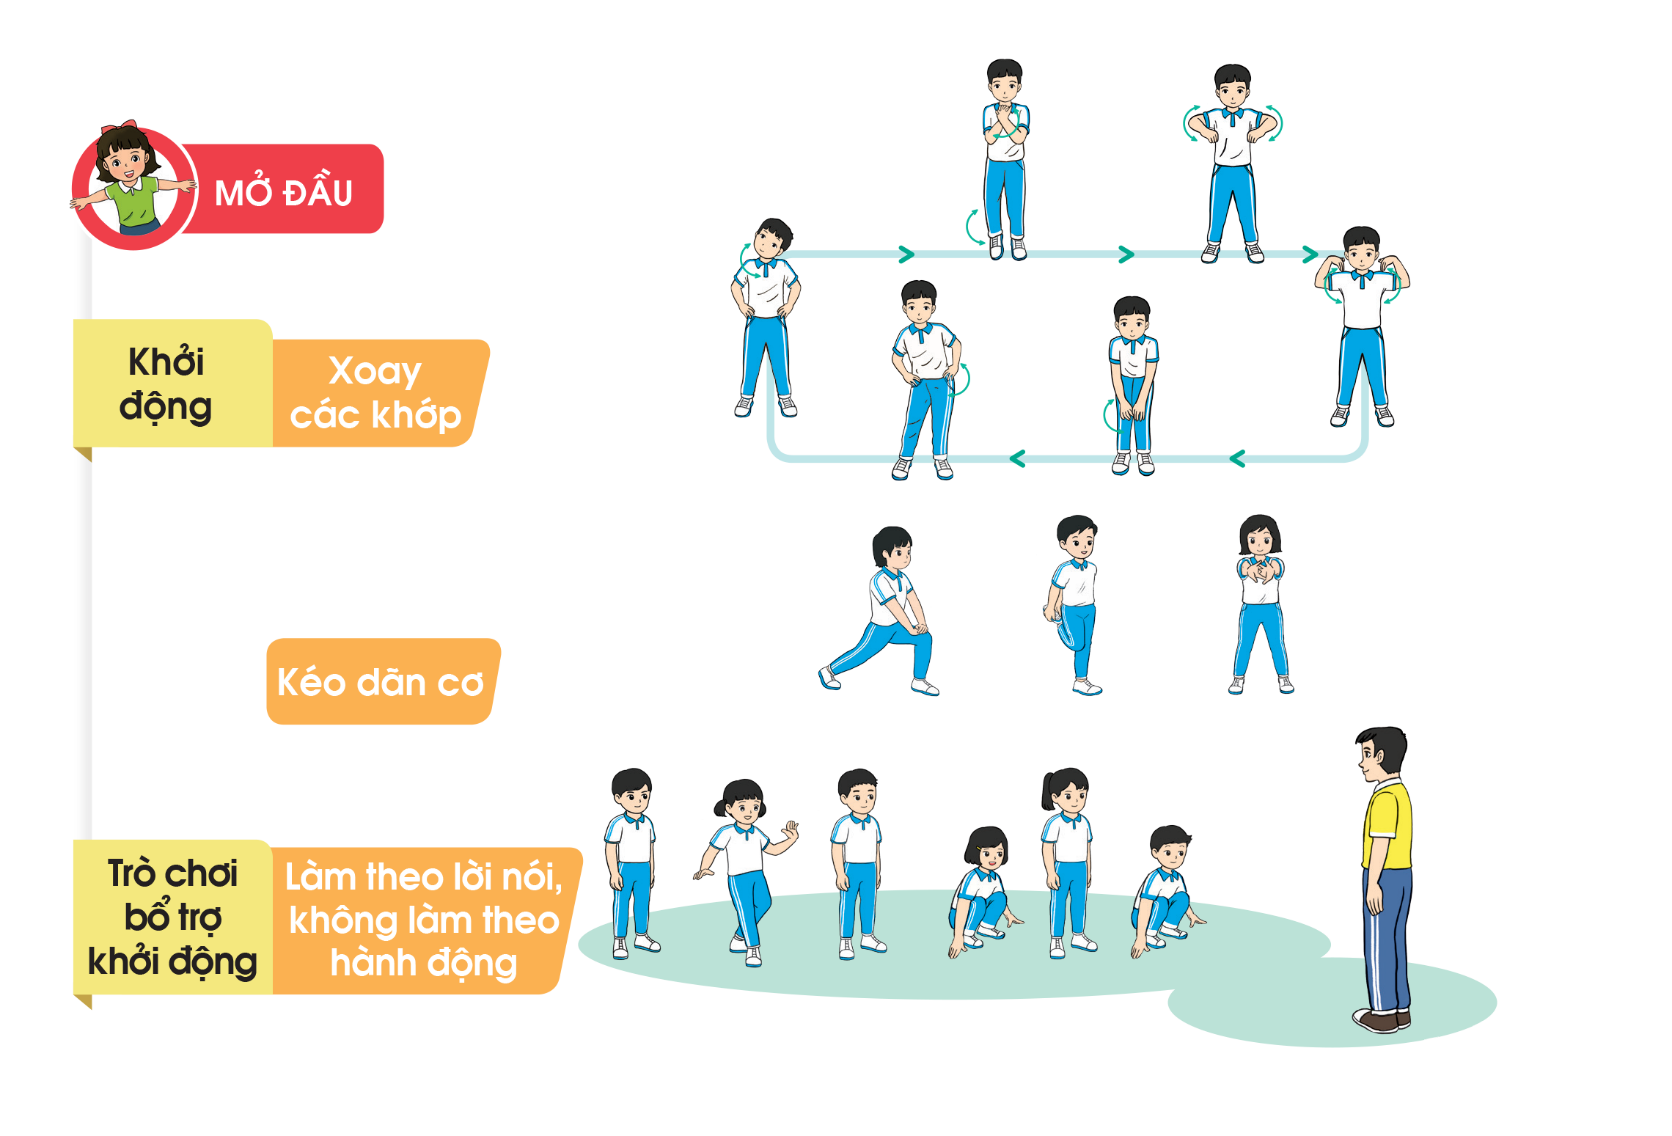 MỞ ĐẦU
Khởi
động
Xoay
các khớp
Kéo dãn cơ
Trò chơi
bổ trợ
khởi động
Làm theo lời nói,
không làm theo
hành động